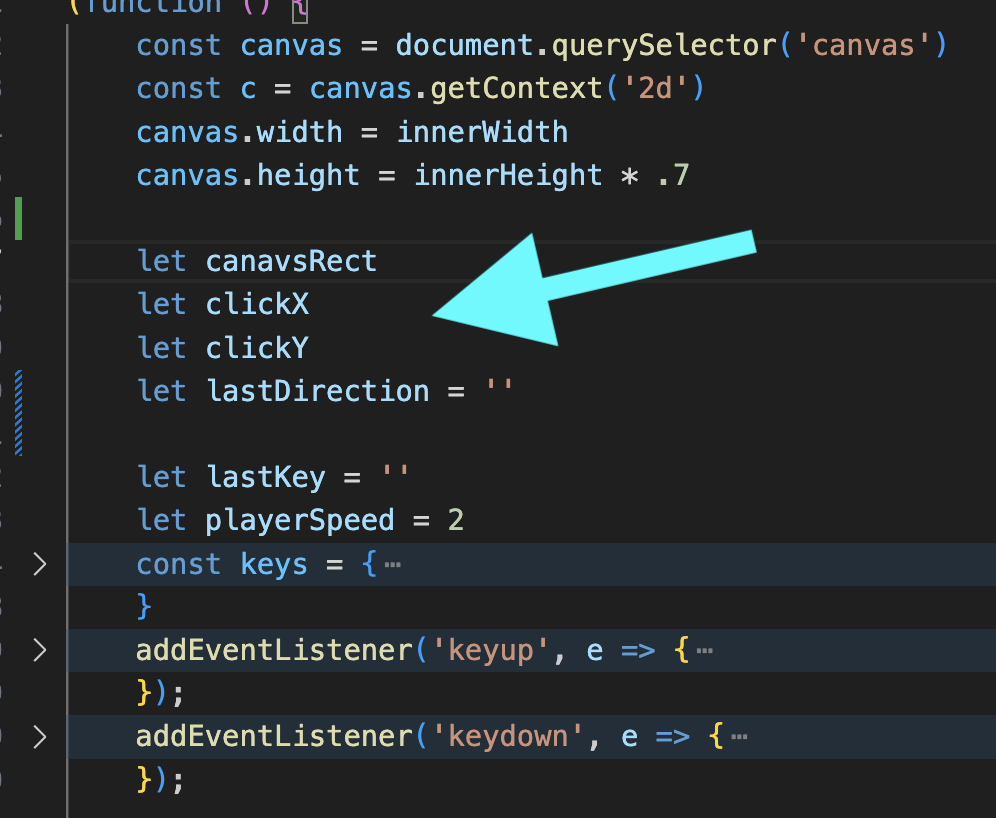 (function () {
const canvas = document.querySelector('canvas')
const c = canvas.getContext('2d')
canvas.width = innerWidth
canvas.height = innerHeight * .7
let canavsRect
let clickX
let clickY
let lastDirection = ''
let lastKey = ''
let playerSpeed = 2
const keys = {⋯
}
addEventListener('keyup', e => {⋯
});
addEventListener('keydown', e => {⋯
});